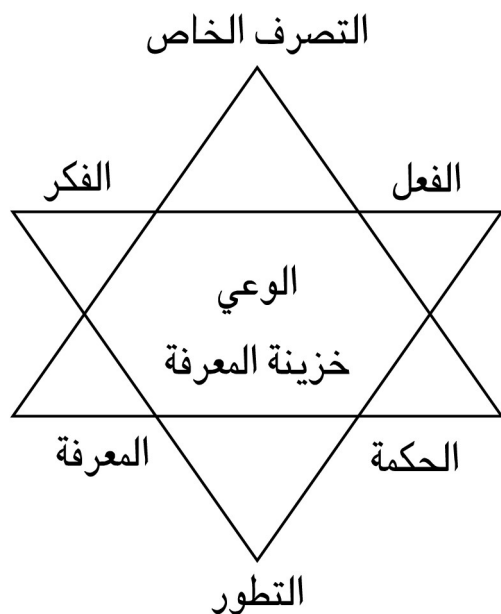 التصرف الخاص
الفعل
الفكر
الوعي
خزينة المعرفة
الحكمة
المعرفة
التطور